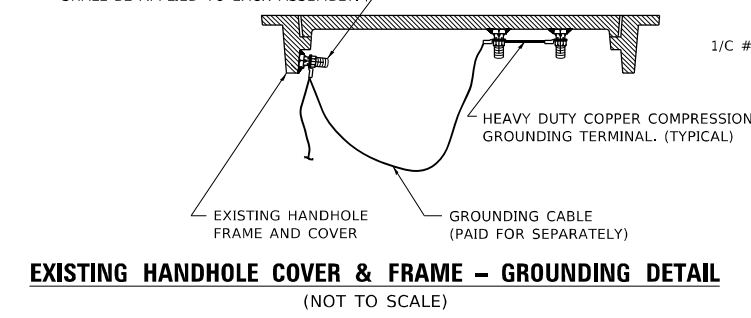 1/C #
HEAVY DUTY COPPER COMPRESSION
GROUNDING TERMINAL. (TYPICAL)
EXISTING HANDHOLE
FRAME AND COVER
GROUNDING CABLE
(PAID FOR SEPARATELY)
EXISTING HANDHOLE COVER & FRAME – GROUNDING DETAIL
(NOT TO SCALE)